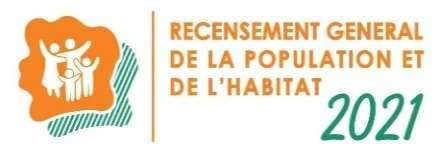 RECENSEMENT GENERAL
DE LA POPULATION ET
DE L'HABITAT
2021